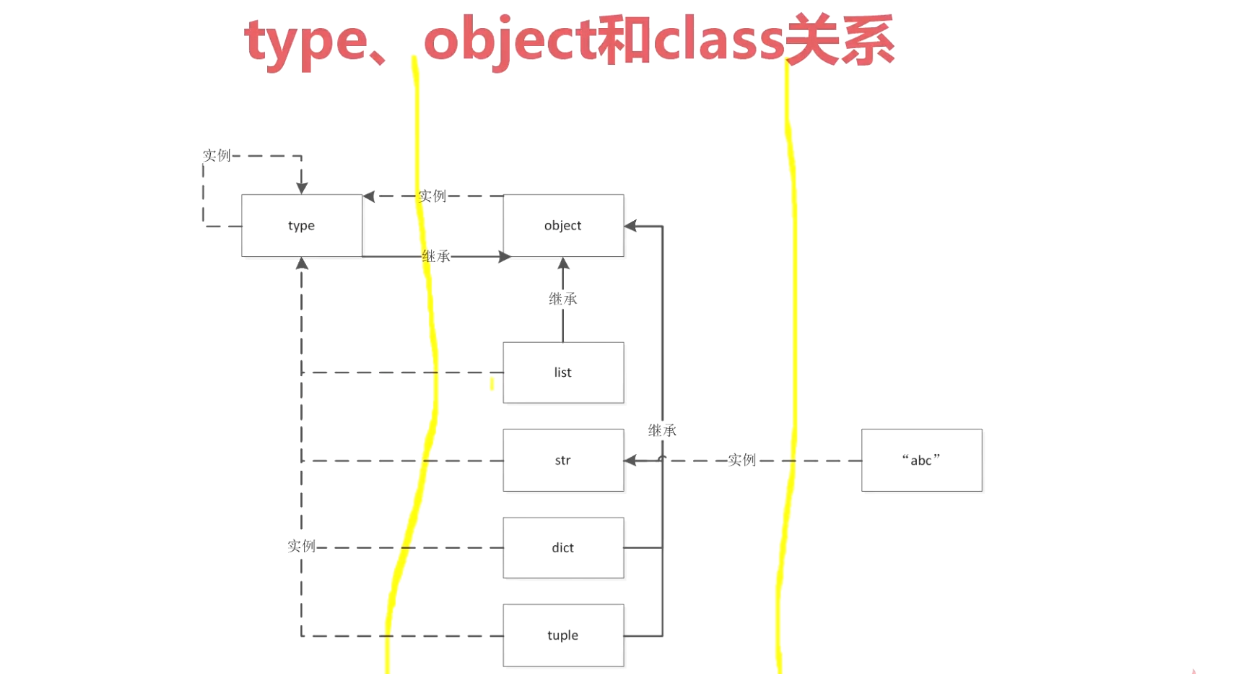 type、object和class关系
实例
实例
type
object
继承
继承
list
继承
str
实例
“abc”
实例
dict
tuple